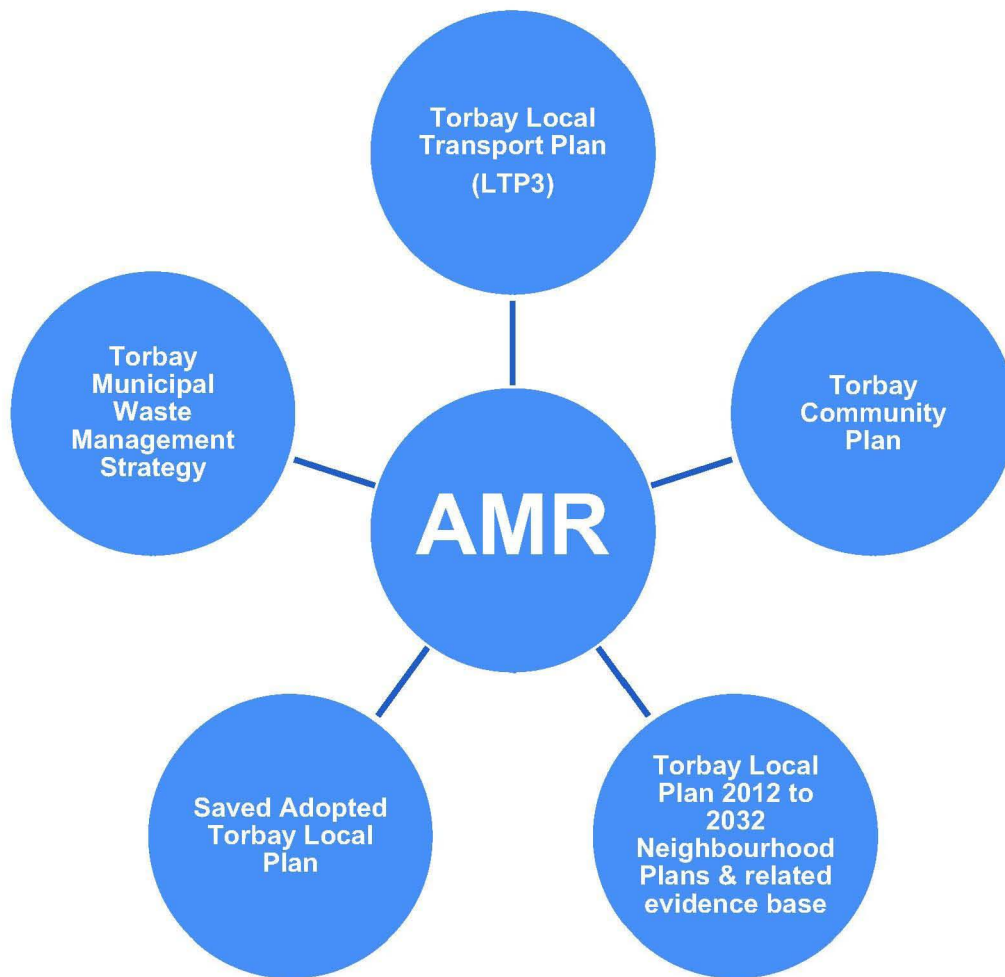 Torbay Local
Transport Plan
(LTP3)
Torbay
Municipal
Waste
Management
Strategy
Torbay
Community
Plan
AMR
Saved Adopted
Torbay Local
Plan
Torbay Local
Plan 2012 to
2032
Neighbourhood
Plans & related
evidence base